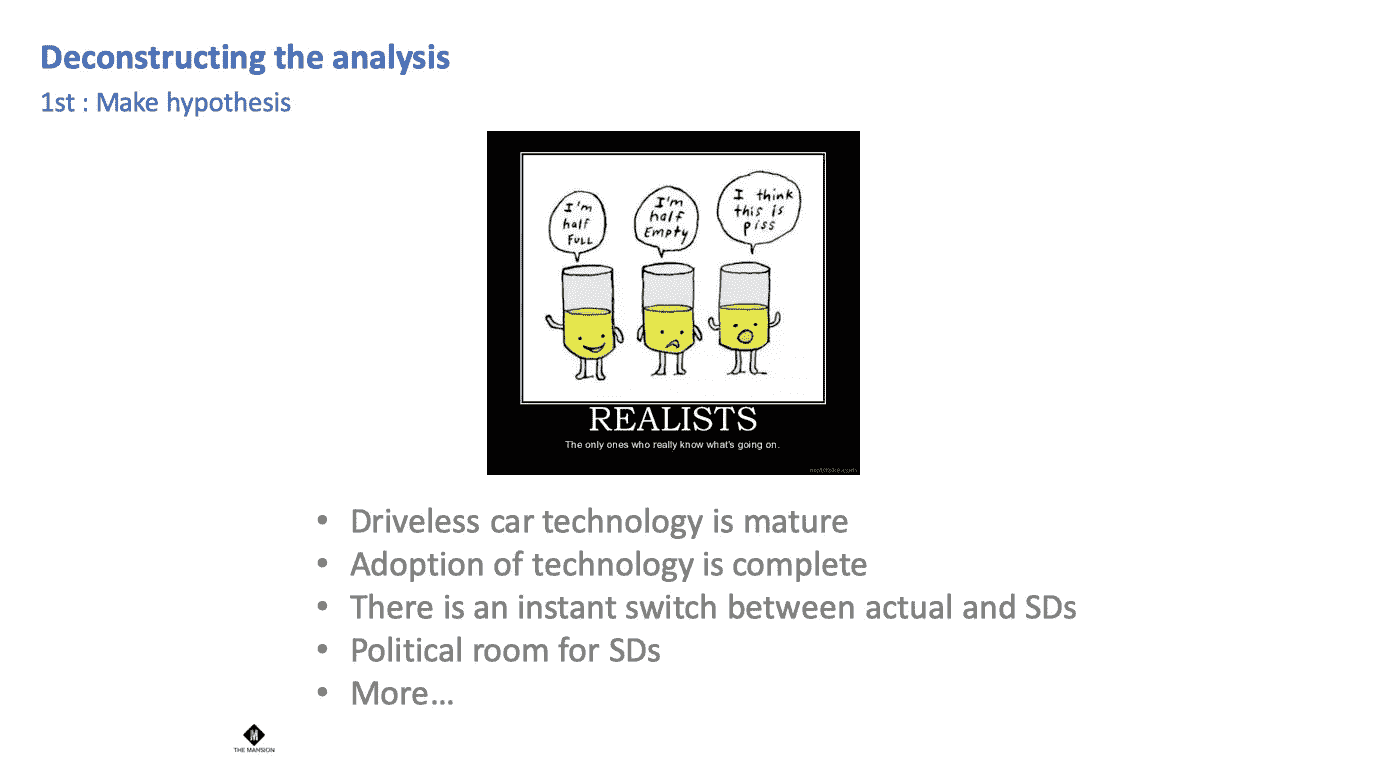 Deconstructing the analysis
1st : Make hypothesis
I'm
half
FULL
I'm
half
Empty
I think
this is
piss
REALISTS
The only ones who really know what's going on.
• Driveless car technology is mature
• Adoption of technology is complete
• There is an instant switch between actual and SDs
• Political room for SDs
• More…
M
THE MANSION